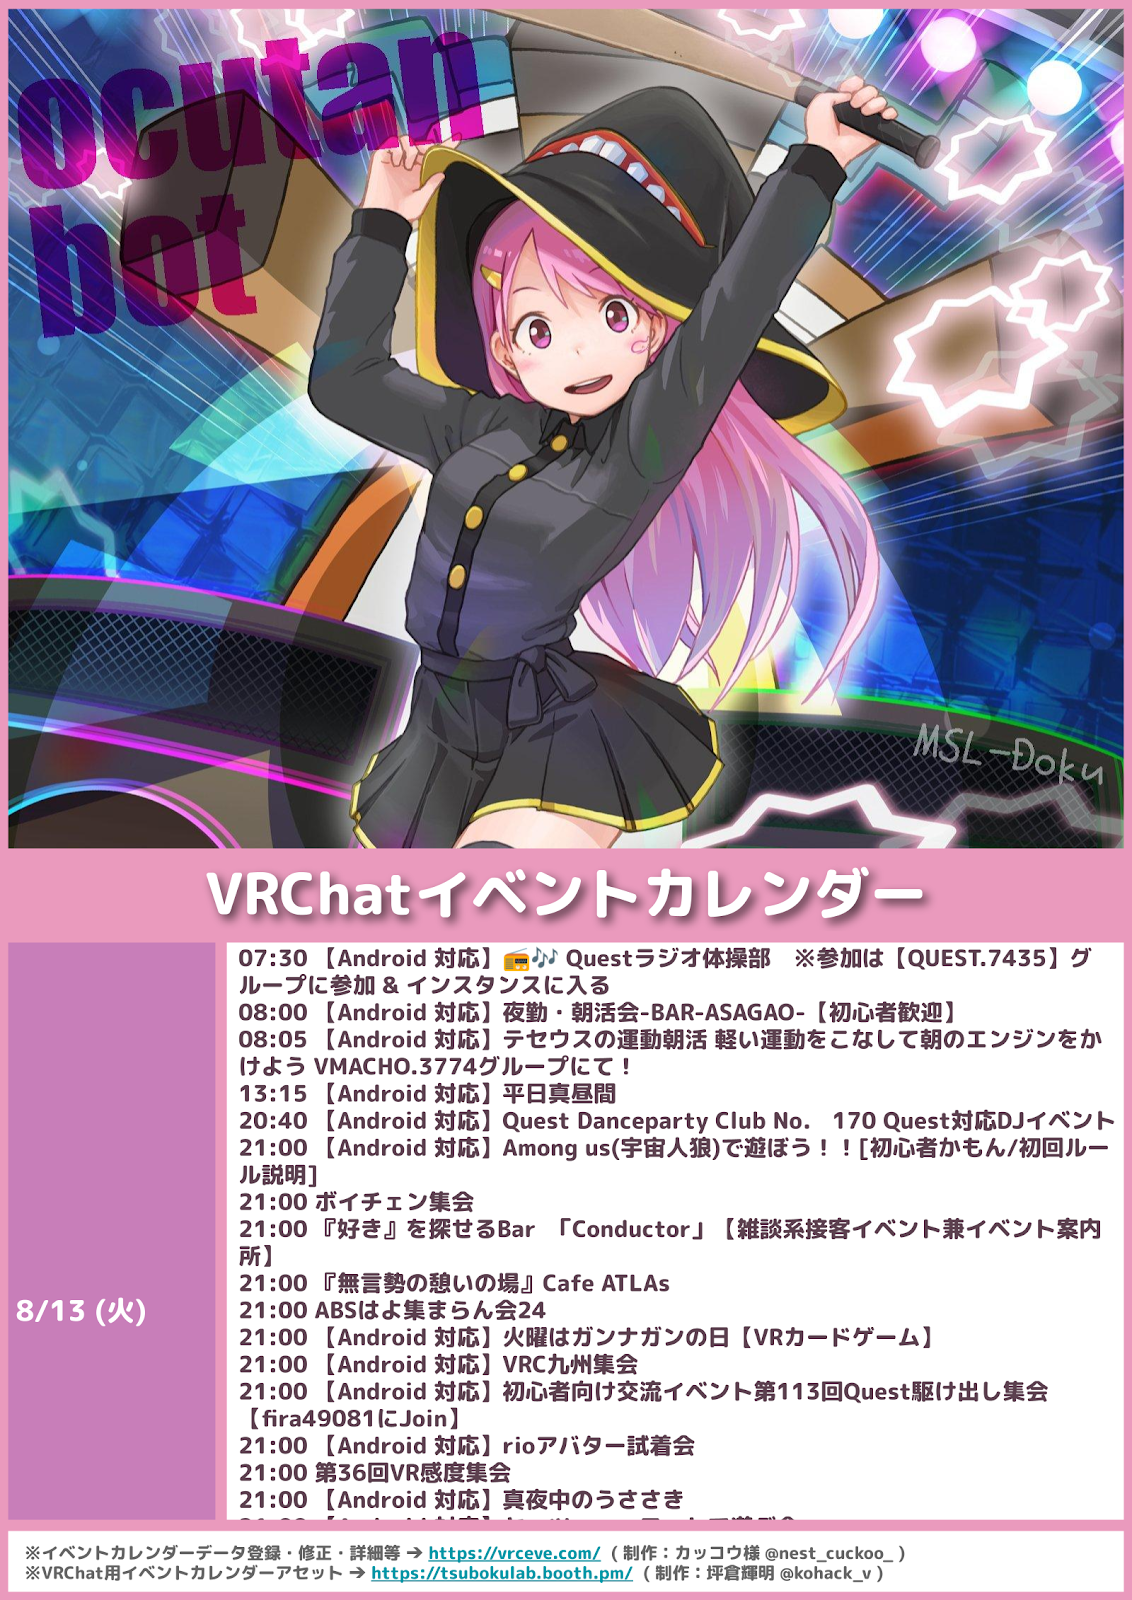 ocutan
bot
MSL-Doku
VRChatイベントカレンダー
8/13 (火)
07:30 【Android 対応】📻🎶 Questラジオ体操部　※参加は【QUEST.7435】グ
ループに参加 & インスタンスに入る
08:00 【Android 対応】夜勤・朝活会-BAR-ASAGAO-【初心者歓迎】
08:05 【Android 対応】テセウスの運動朝活 軽い運動をこなして朝のエンジンをか
けよう VMACHO.3774グループにて！
13:15 【Android 対応】平日真昼間
20:40 【Android 対応】Quest Danceparty Club No.　170 Quest対応DJイベント
21:00 【Android 対応】Among us(宇宙人狼)で遊ぼう！！[初心者かもん/初回ルー
ル説明]
21:00 ボイチェン集会
21:00 『好き』を探せるBar　「Conductor」【雑談系接客イベント兼イベント案内
所】
21:00 『無言勢の憩いの場』Cafe ATLAs
21:00 ABSはよ集まらん会24
21:00 【Android 対応】火曜はガンナガンの日【VRカードゲーム】
21:00 【Android 対応】VRC九州集会
21:00 【Android 対応】初心者向け交流イベント第113回Quest駆け出し集会
【fira49081にJoin】
21:00 【Android 対応】rioアバター試着会
21:00 第36回VR感度集会
21:00 【Android 対応】真夜中のうささき
※イベントカレンダーデータ登録・修正・詳細等 ➔ https://vrceve.com/ ( 制作：カッコウ様 @nest_cuckoo_ )
※VRChat用イベントカレンダーアセット ➔ https://tsubokulab.booth.pm/ ( 制作：坪倉輝明 @kohack_v )